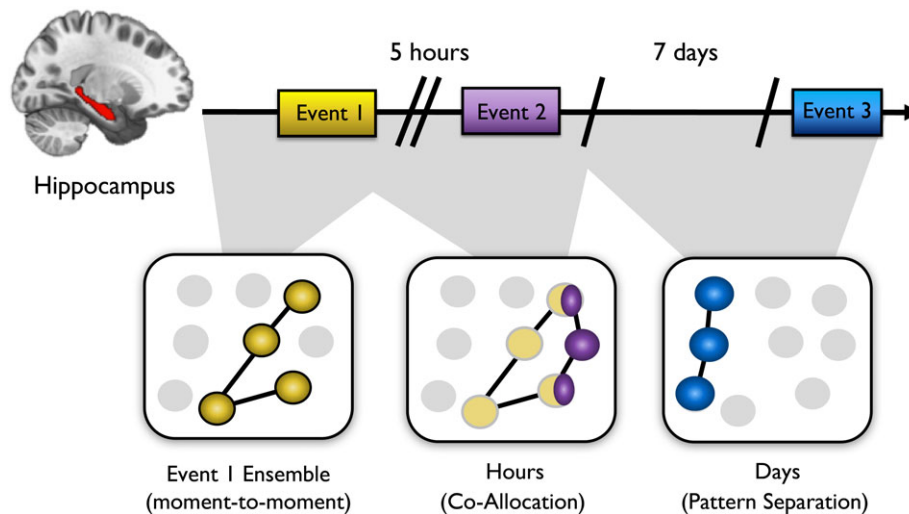 5 hours
7 days
Event 1
Event 2
Event 3
Hippocampus
Event 1 Ensemble
(moment-to-moment)
Hours
(Co-Allocation)
Days
(Pattern Separation)